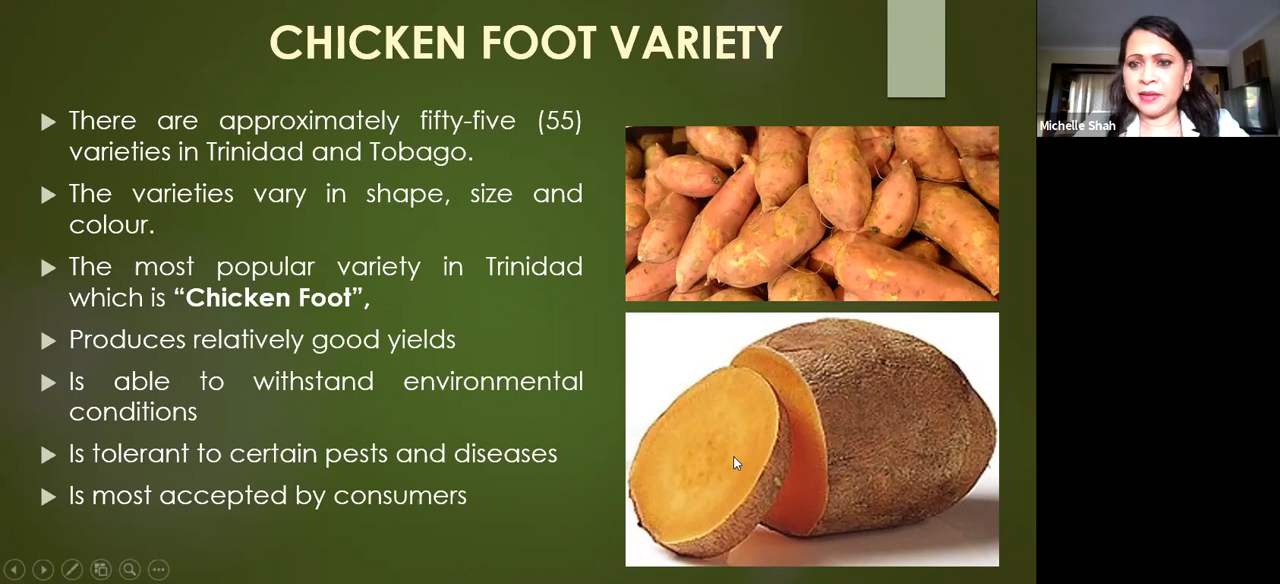 CHICKEN FOOT VARIETY
There are approximately fifty-five (55)
varieties in Trinidad and Tobago.
The varieties vary in shape, size and
colour.
The most popular variety in Trinidad
which is “Chicken Foot”,
Produces relatively good yields
Is able to withstand environmental
conditions
Is tolerant to certain pests and diseases
Is most accepted by consumers
Michelle Shah